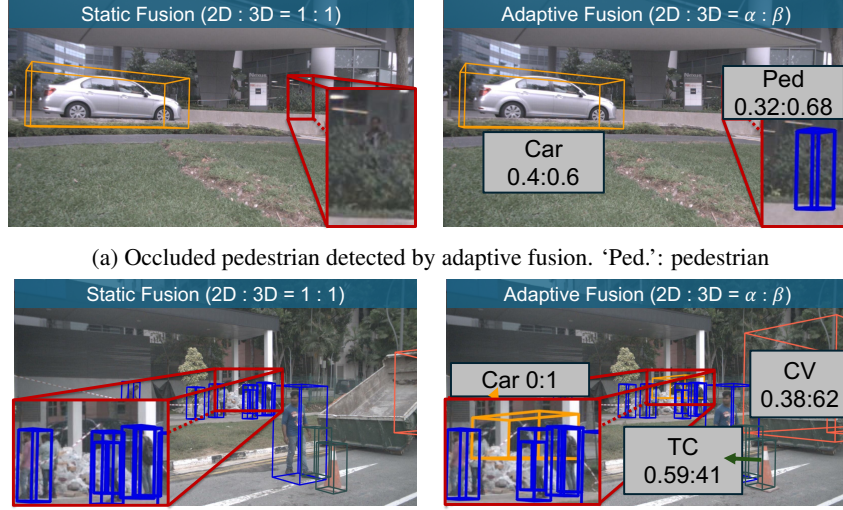 Static Fusion (2D : 3D = 1 : 1)
Adaptive Fusion (2D : 3D = α : β)
Ped
0.32:0.68
Car
0.4:0.6
(a) Occluded pedestrian detected by adaptive fusion. ‘Ped.’: pedestrian
Static Fusion (2D : 3D = 1 : 1)
Adaptive Fusion (2D : 3D = α : β)
Car 0:1
CV
0.38:62
TC
0.59:41